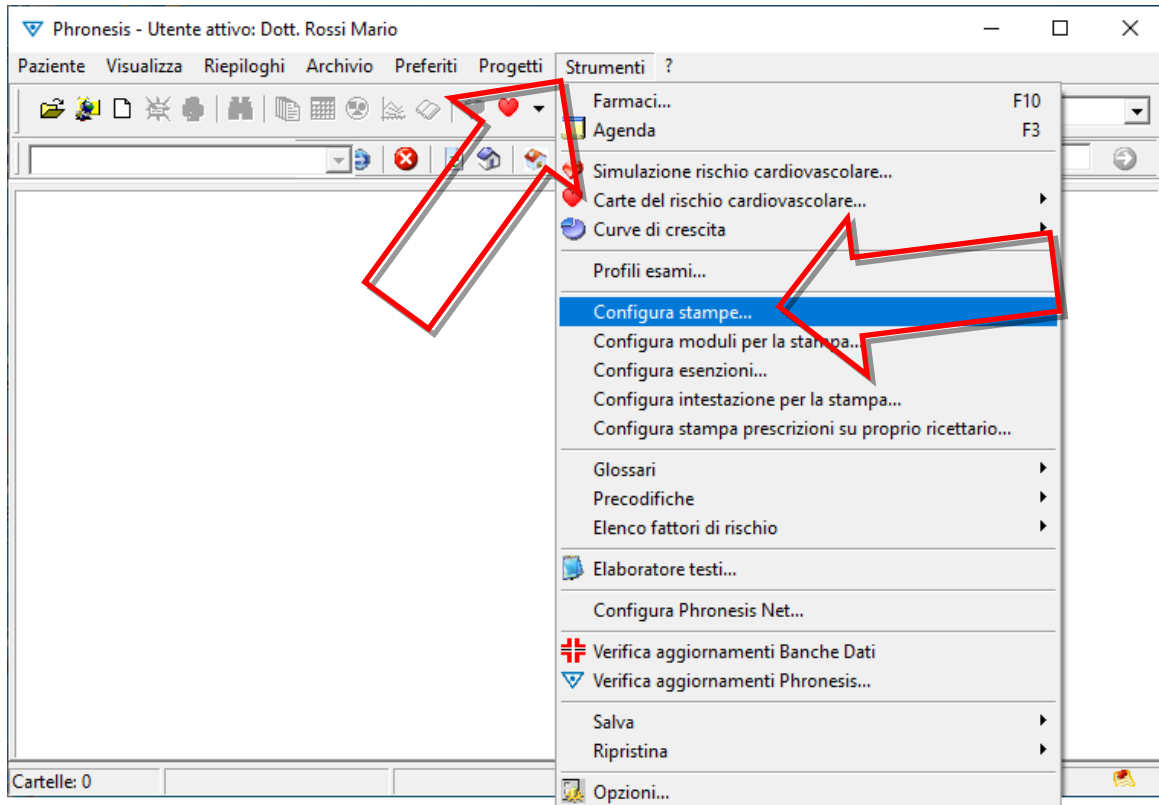 Phronesis - Utente attivo: Dott. Rossi Mario
Paziente Visualizza Riepiloghi Archivio Preferiti Progetti Strumenti ?
Farmaci... F10
Agenda F3
Simulazione rischio cardiovascolare...
Carte del rischio cardiovascolare...
Curve di crescita
Profili esami...
Configura stampe...
Configura moduli per la stampa...
Configura esenzioni...
Configura intestazione per la stampa...
Configura stampa prescrizioni su proprio ricettario...
Glossari
Precodifiche
Elenco fattori di rischio
Elaboratore testi...
Configura Phronesis Net...
Verifica aggiornamenti Banche Dati
Verifica aggiornamenti Phronesis...
Salva
Ripristina
Opzioni...
Cartelle: 0